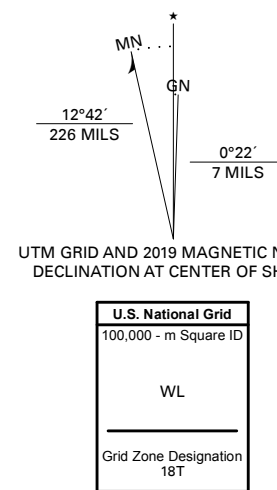 ★
MN
GN
12°42´
226 MILS
0°22´
7 MILS
UTM GRID AND 2019 MAGNETIC
DECLINATION AT CENTER OF
U.S. National Grid
100,000 - m Square ID
WL
Grid Zone Designation
18T